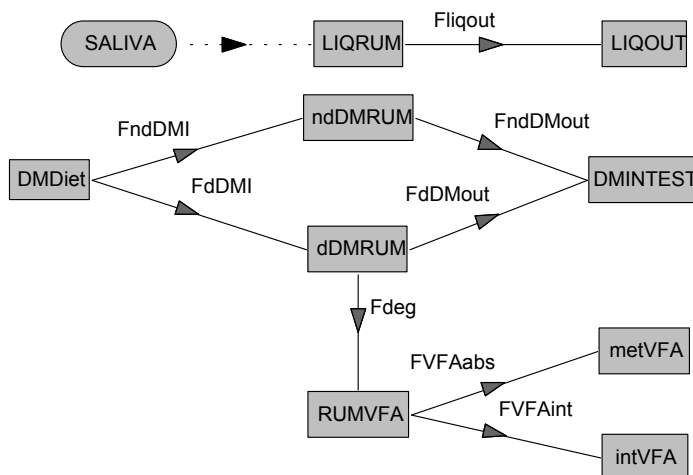 SALIVA
LIQRUM
Fliqout
LIQOUT
DMDiet
FndDMI
ndDMRUM
FndDMout
FdDMI
FdDMout
DMINTEST
dDMRUM
Fdeg
RUMVFA
FVFAabs
metVFA
FVFAint
intVFA